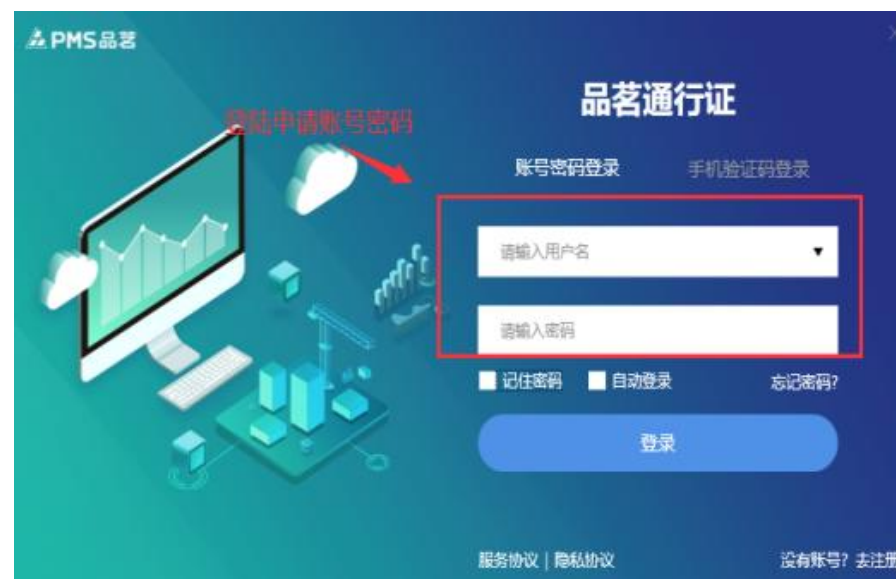 PMS品茗
品茗通行证
登陆申请账号密码
账号密码登录 手机验证码登录
请输入用户名
请输入密码
记住密码 自动登录 忘记密码?
登录
服务协议 | 隐私协议 没有账号? 去注册